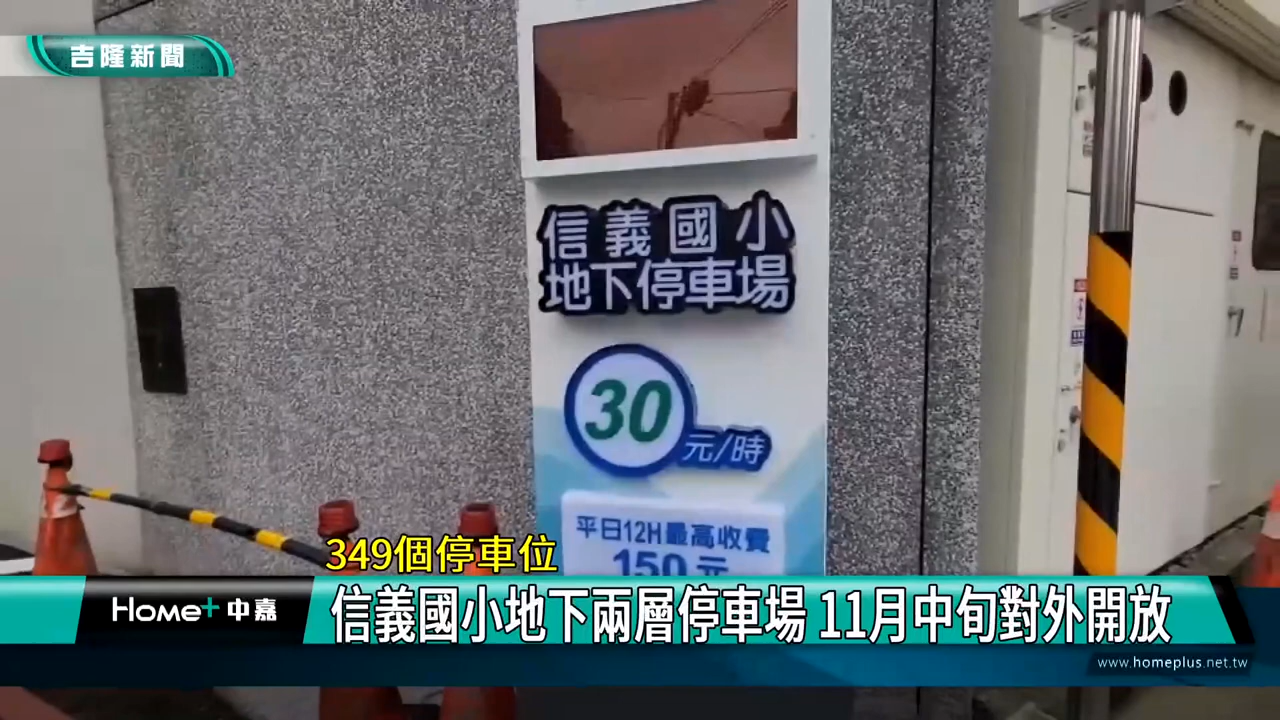 吉隆新聞
信義國小
地下停車場
30元/時
平日12H最高收費
150元
349個停車位
Home+中嘉
信義國小地下兩層停車場 11月中旬對外開放
www.homeplus.net.tw